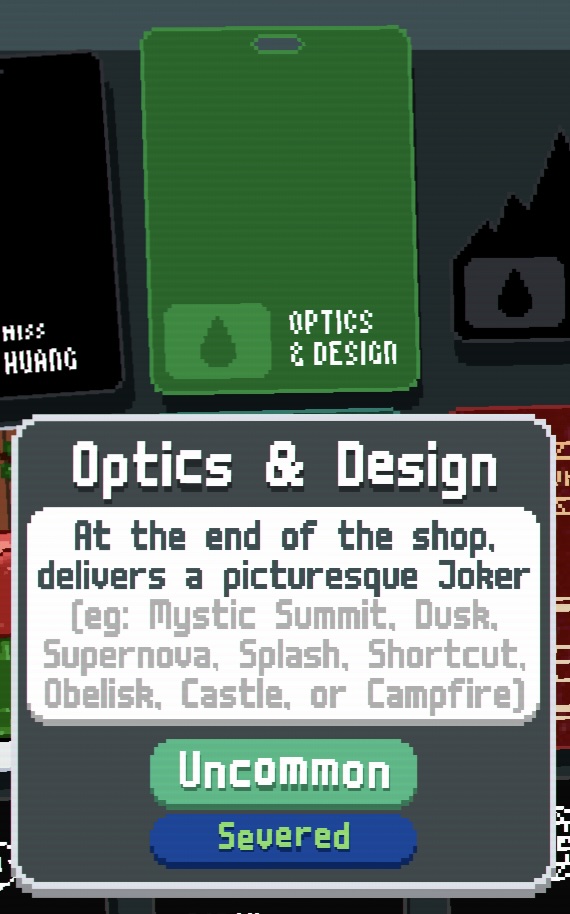 MISS
HUANG
OPTICS
& DESIGN
Optics & Design
At the end of the shop,
delivers a picturesque Joker
(eg: Mystic Summit, Dusk,
Supernova, Splash, Shortcut,
Obelisk, Castle, or Campfire)
Uncommon
Severed